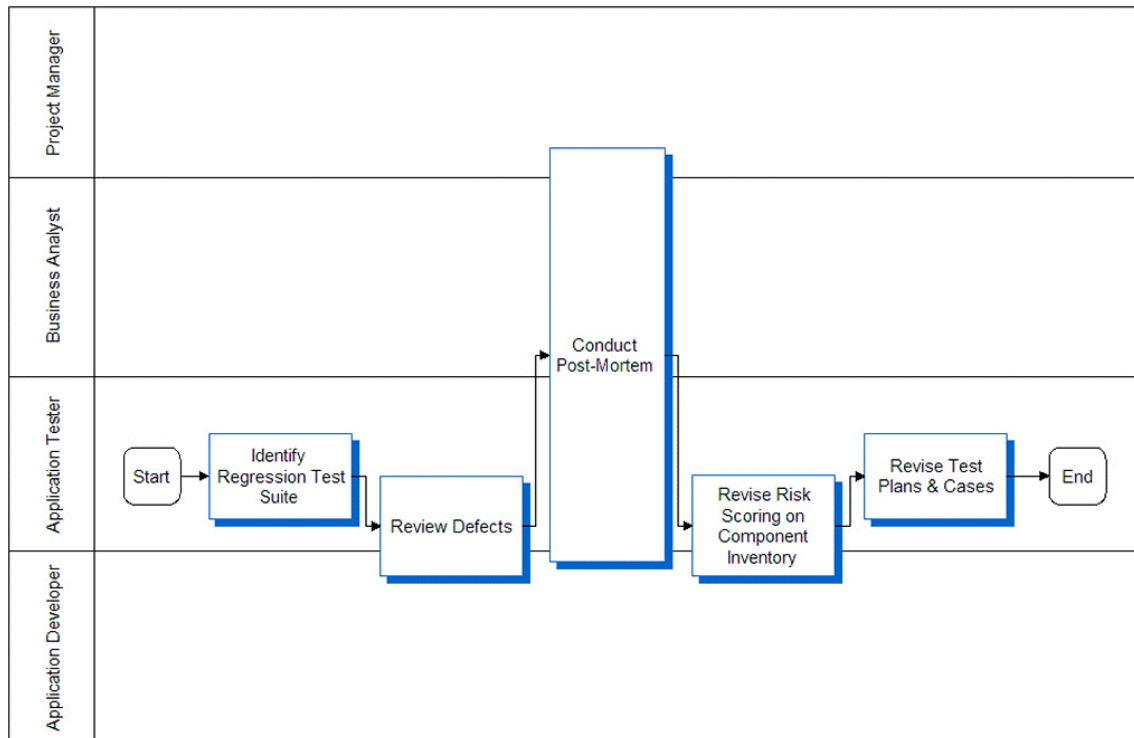 Project Manager
Business Analyst
Application Tester
Application Developer
Start
Identify
Regression Test
Suite
Review Defects
Conduct
Post-Mortem
Revise Risk
Scoring on
Component
Inventory
Revise Test
Plans & Cases
End